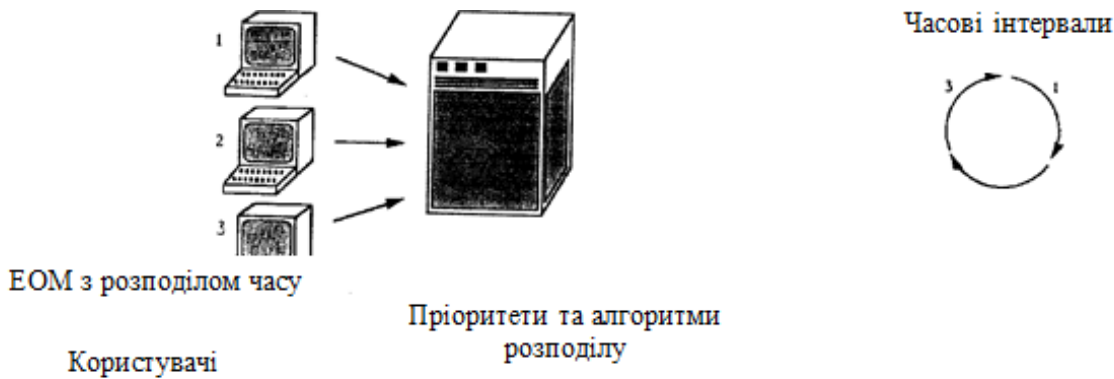 Часові інтервали
1
3
1
2
3
ЕОМ з розподілом часу
Пріоритети та алгоритми
розподілу
Користувачі